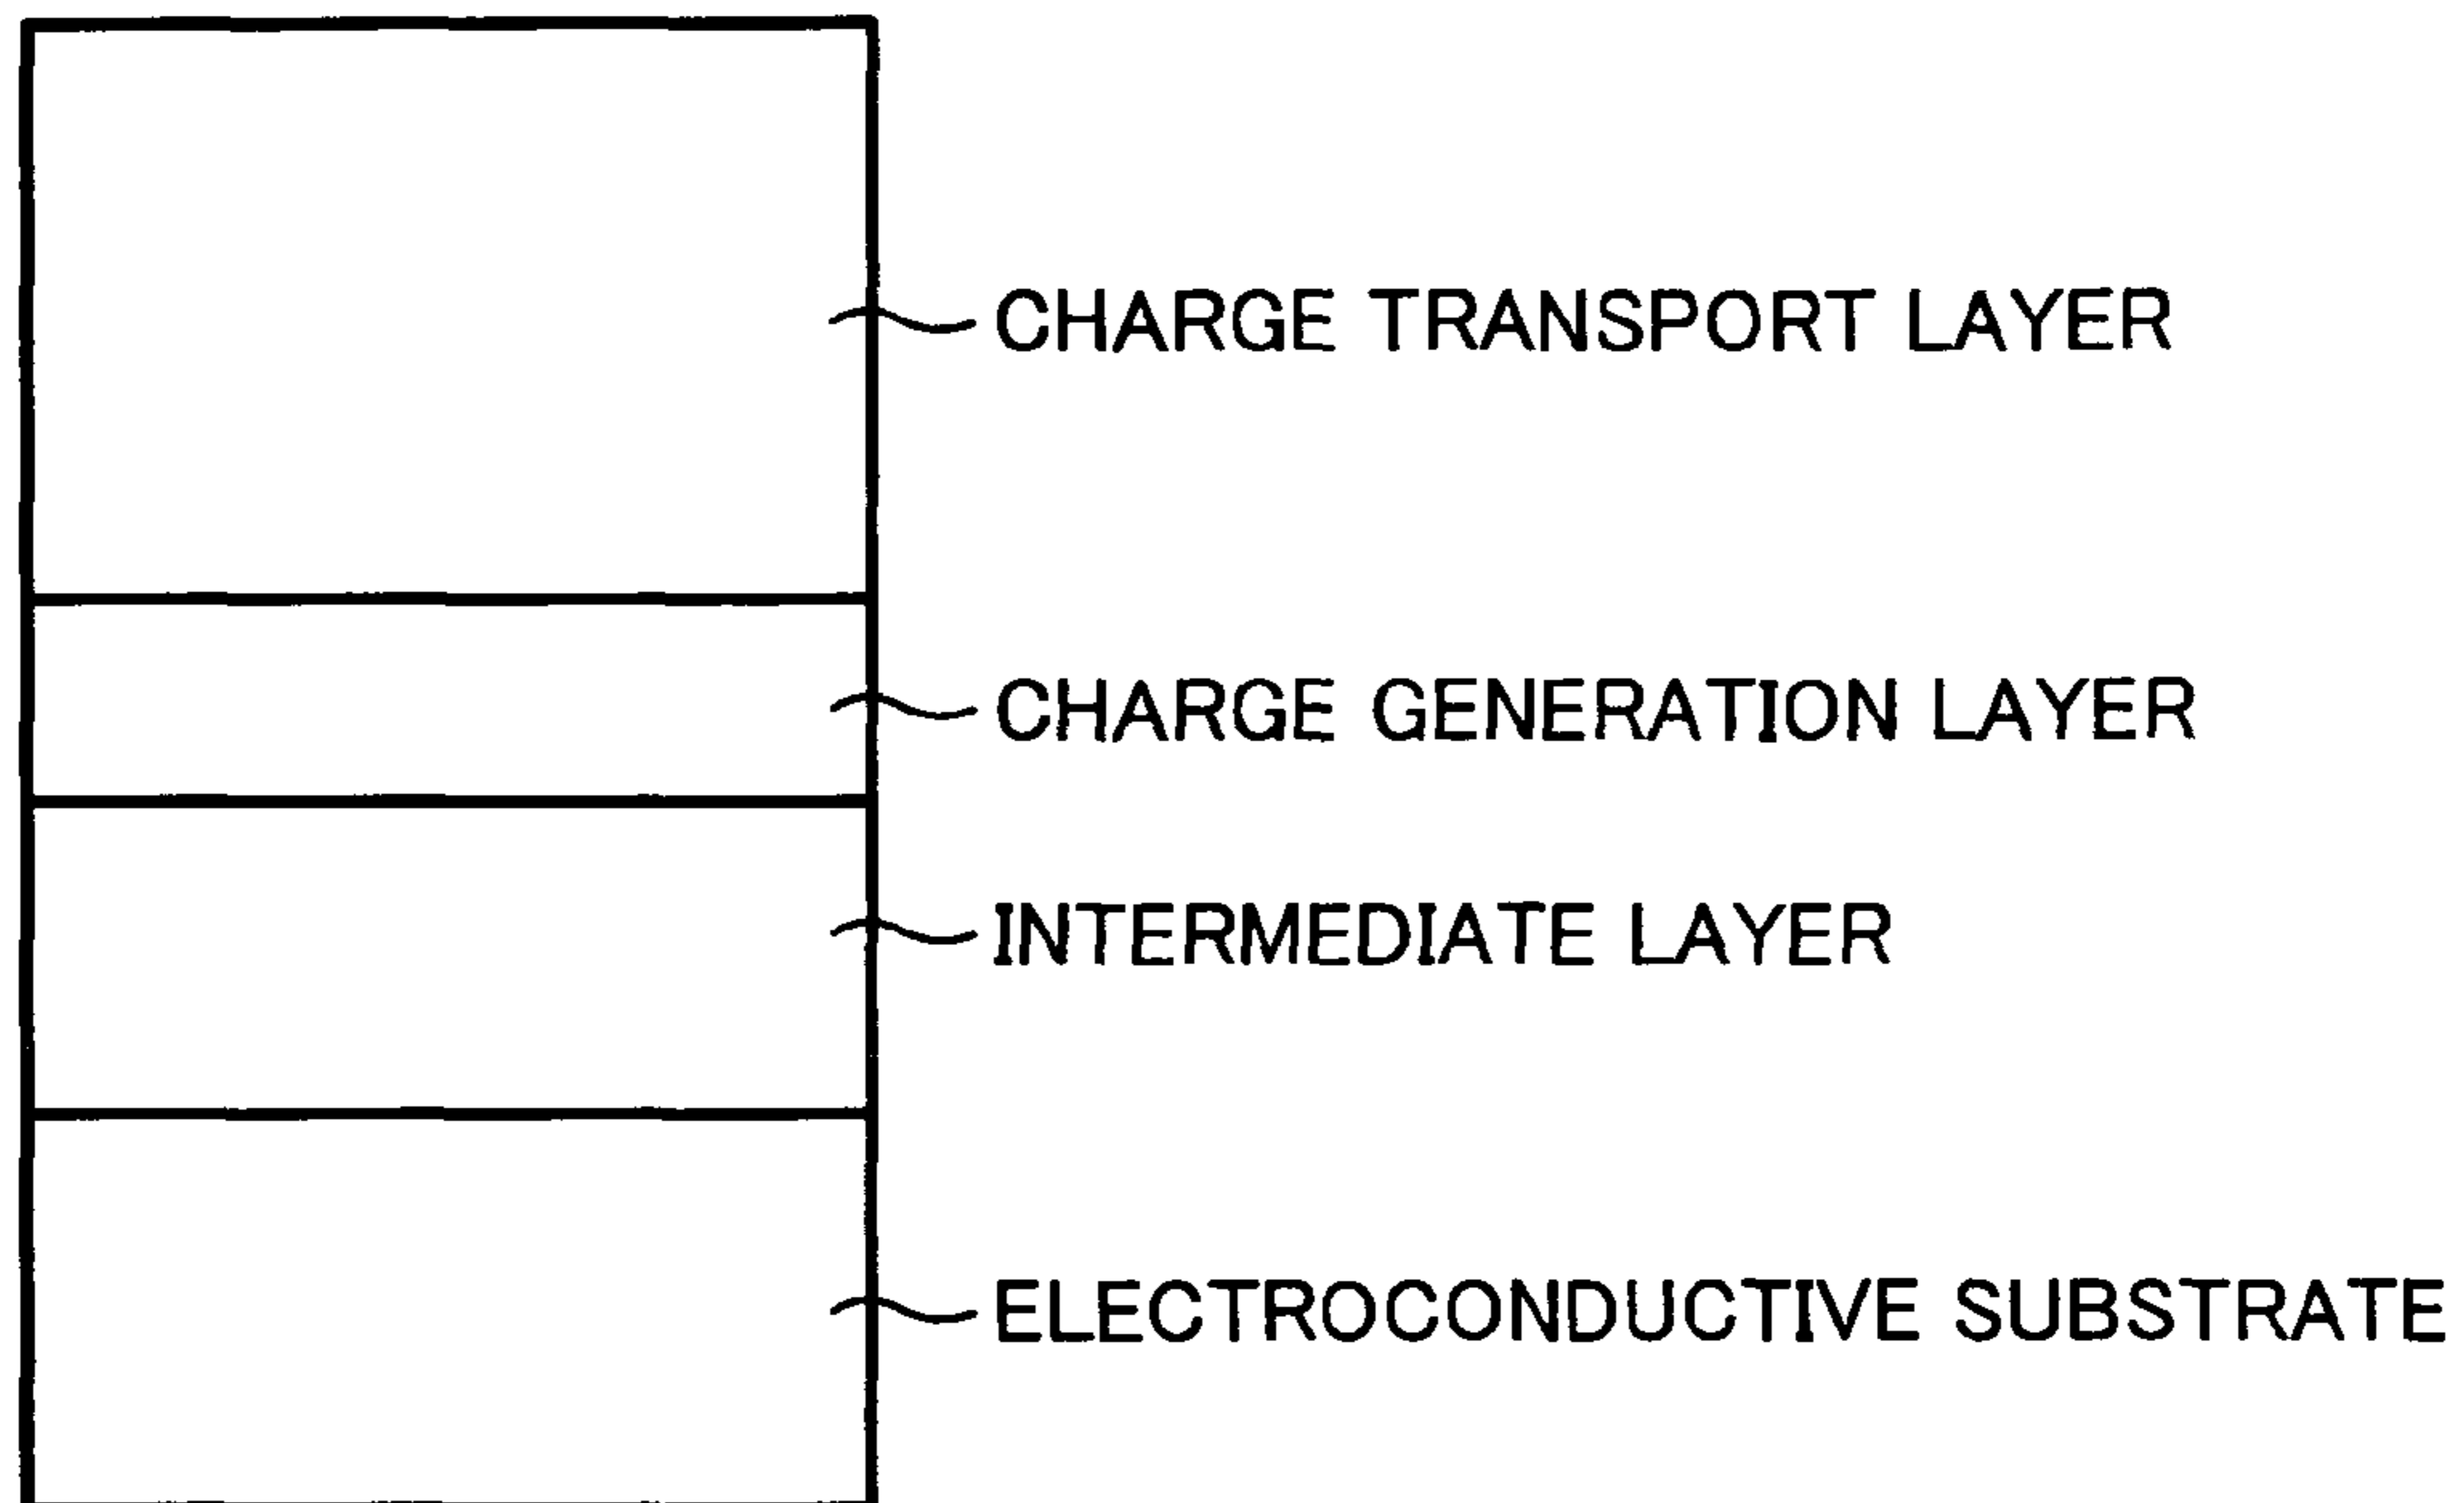 CHARGE TRANSPORT LAYER
CHARGE GENERATION LAYER
INTERMEDIATE LAYER
ELECTROCONDUCTIVE SUBSTRATE